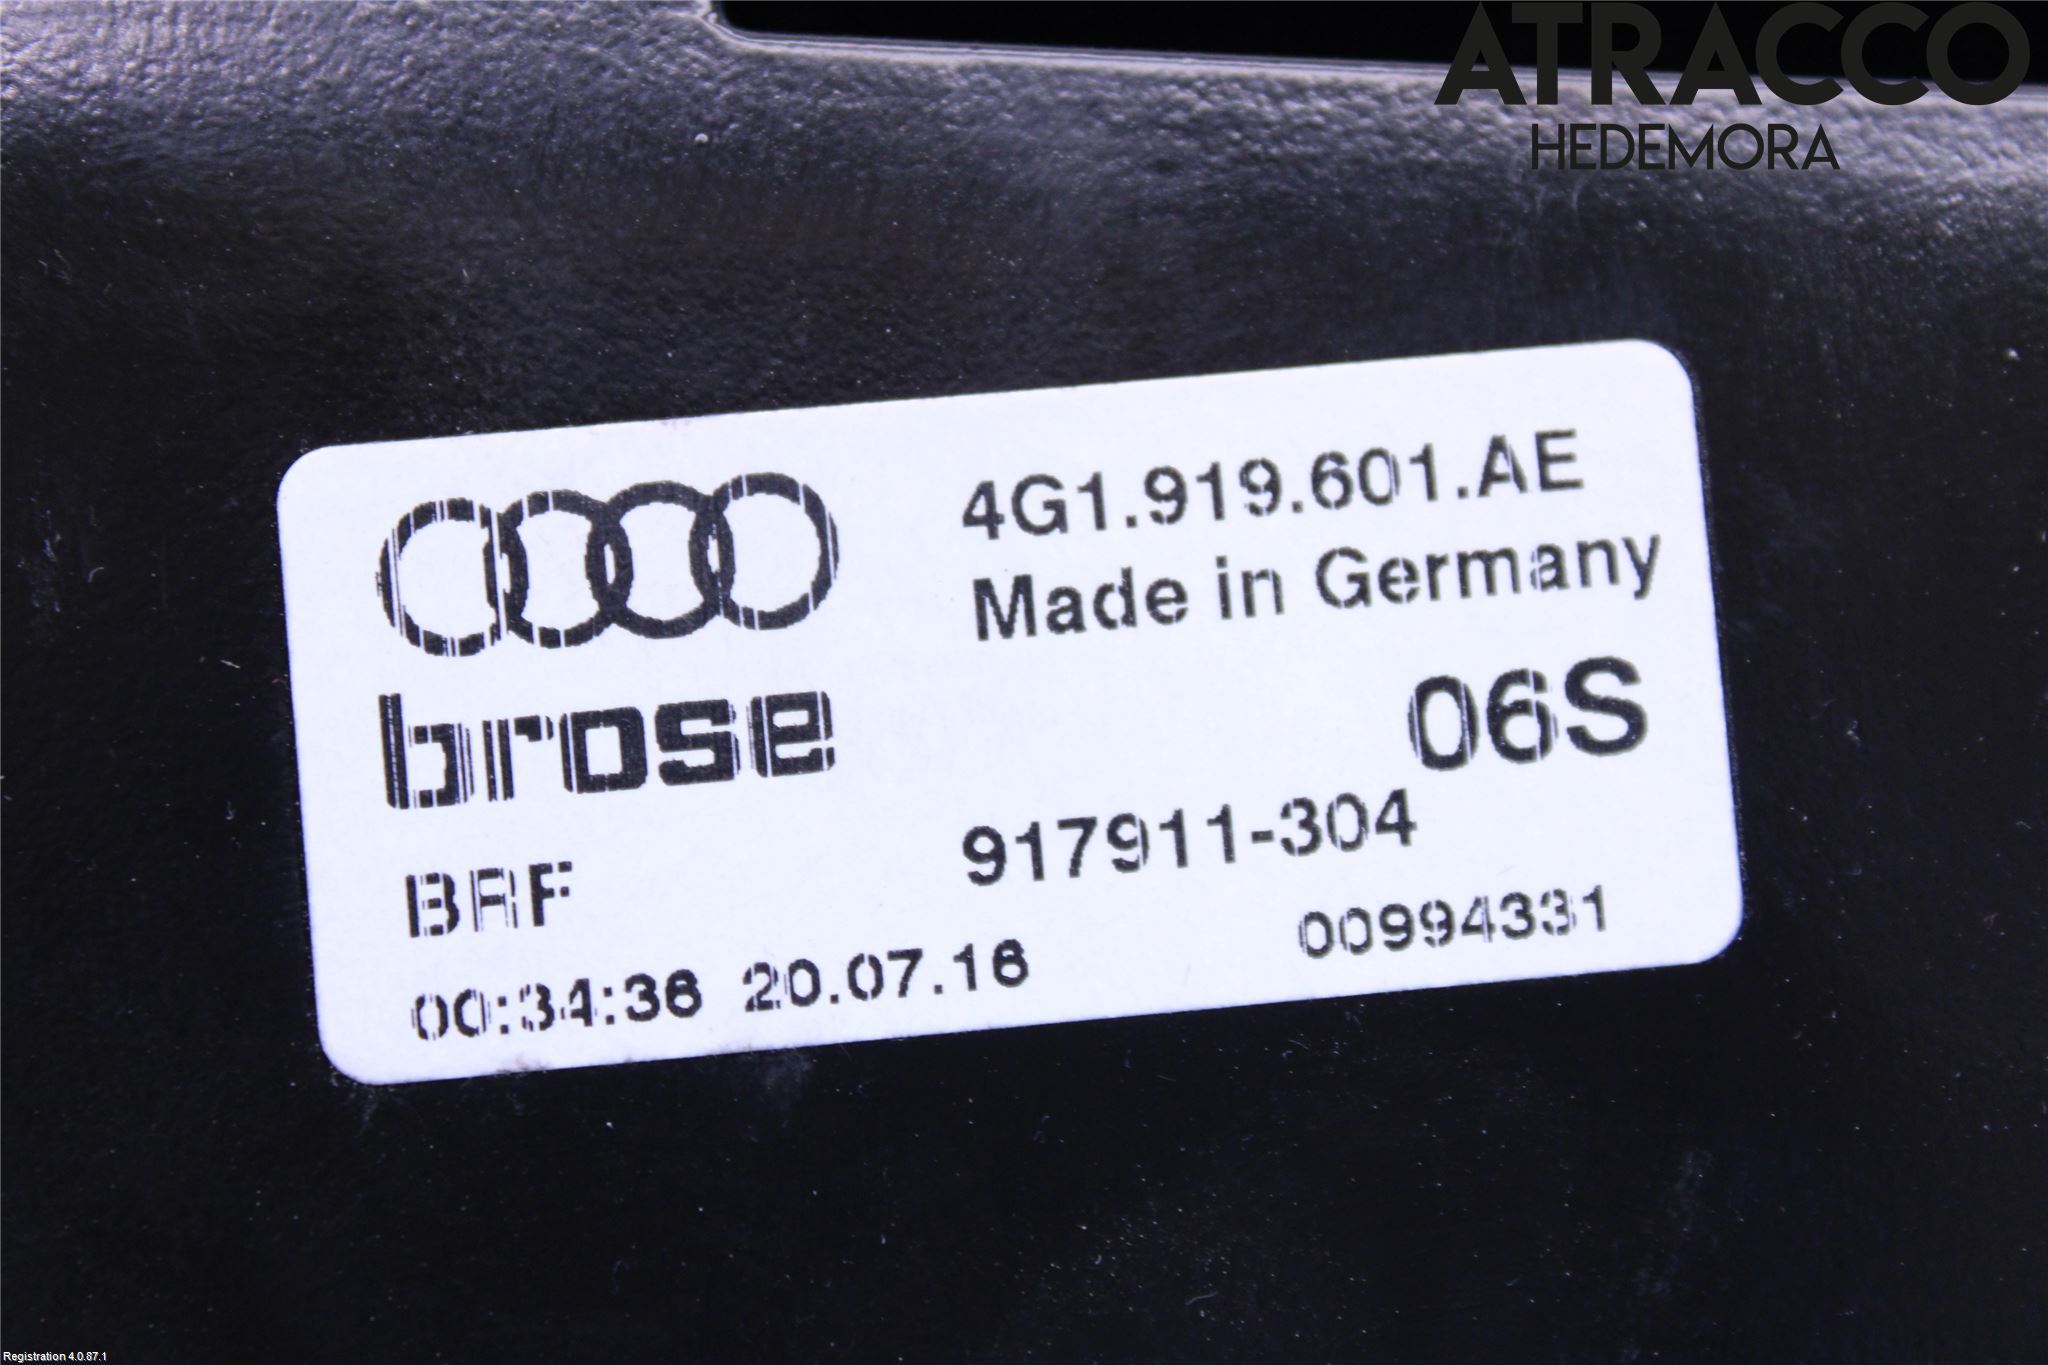 ATRACCO
HEDEMORA
4G1.919.601.AE
Made in Germany
brose
06S
917911-304
BRF
00994331
00:34:36 20.07.16
Registration 4.0.87.1